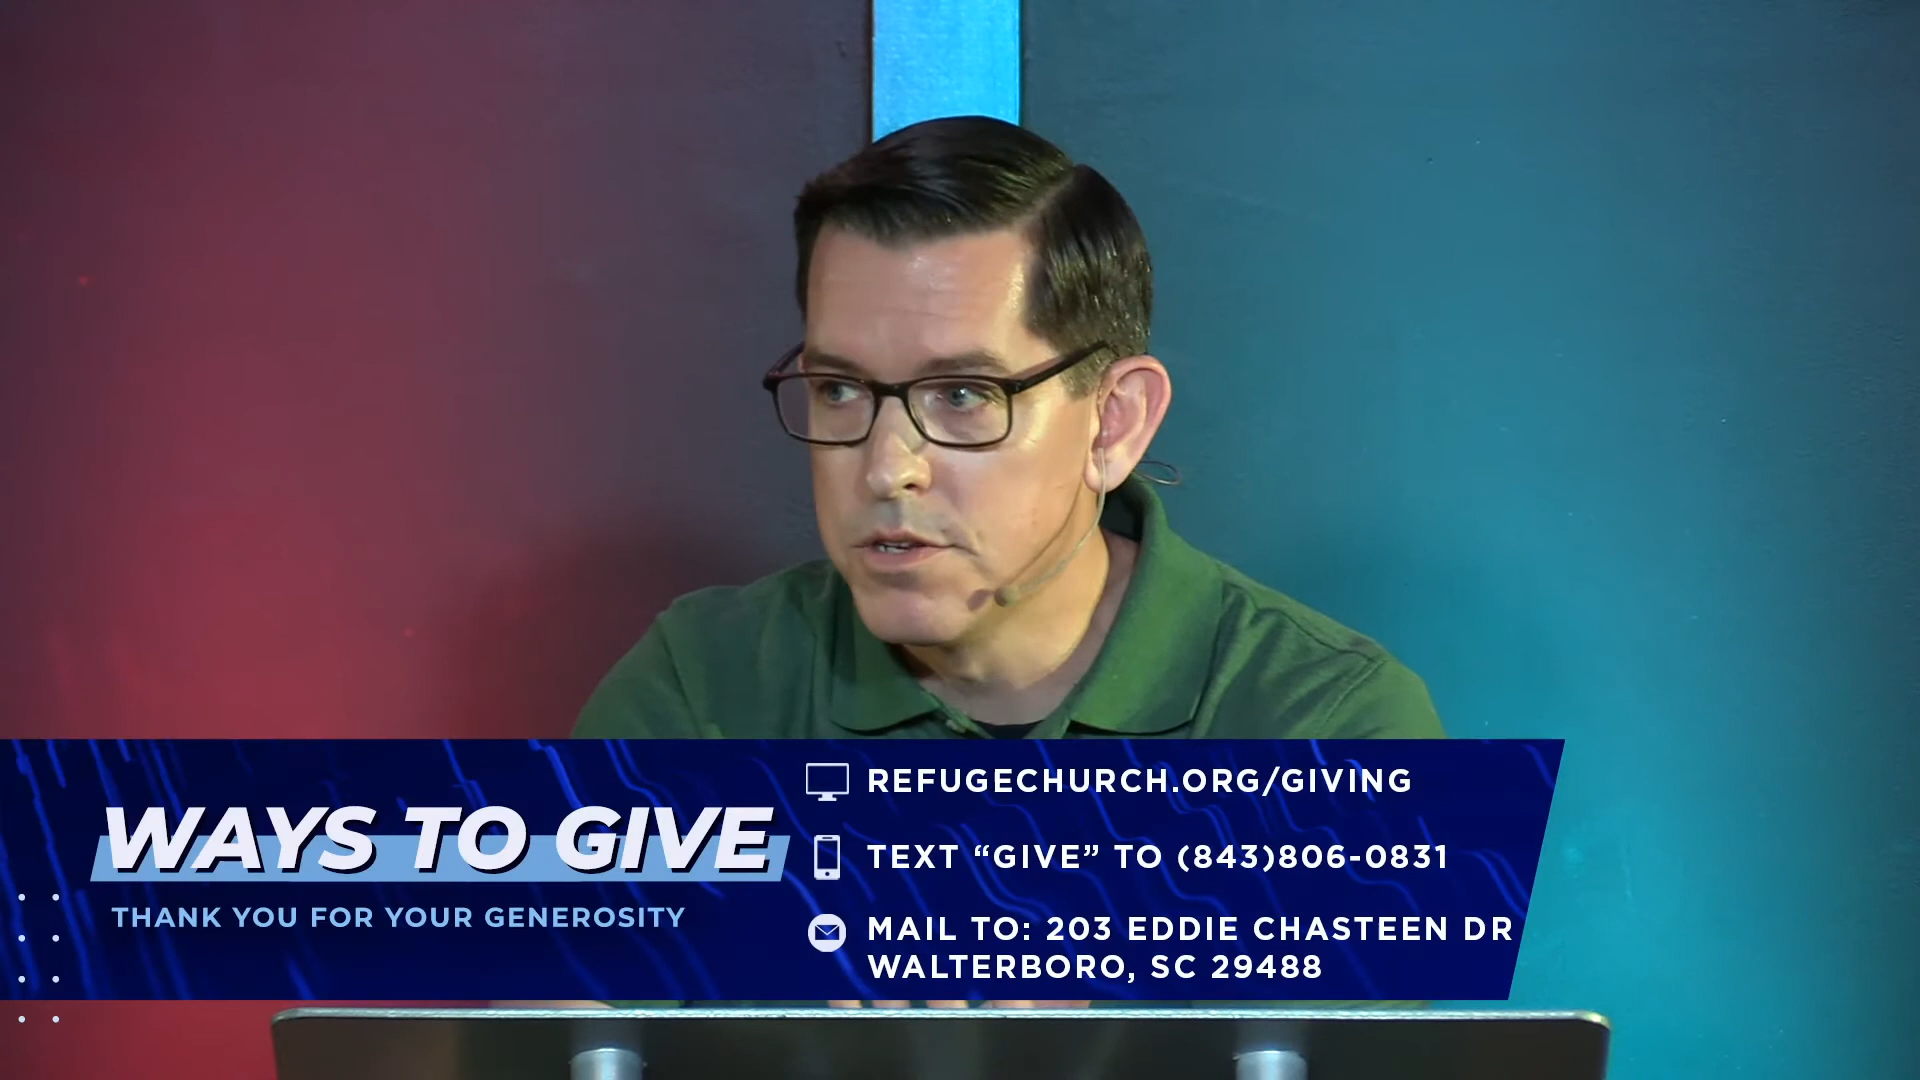 WAYS TO GIVE
THANK YOU FOR YOUR GENEROSITY
REFUGECHURCH.ORG/GIVING
TEXT “GIVE” TO (843)806-0831
MAIL TO: 203 EDDIE CHASTEEN DR
WALTERBORO, SC 29488